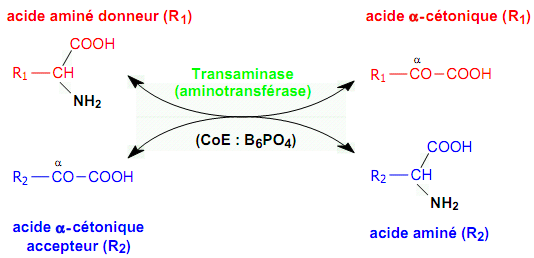 acide aminé donneur (R₁)
COOH
R₁—CH
NH₂
Transaminase
(aminotransférase)
(CoE : B₆PO₄)
acide α-cétonique (R₁)
α
R₁—CO–COOH
α
R₂—CO–COOH
acide α-cétonique
accepteur (R₂)
COOH
R₂—CH
NH₂
acide aminé (R₂)